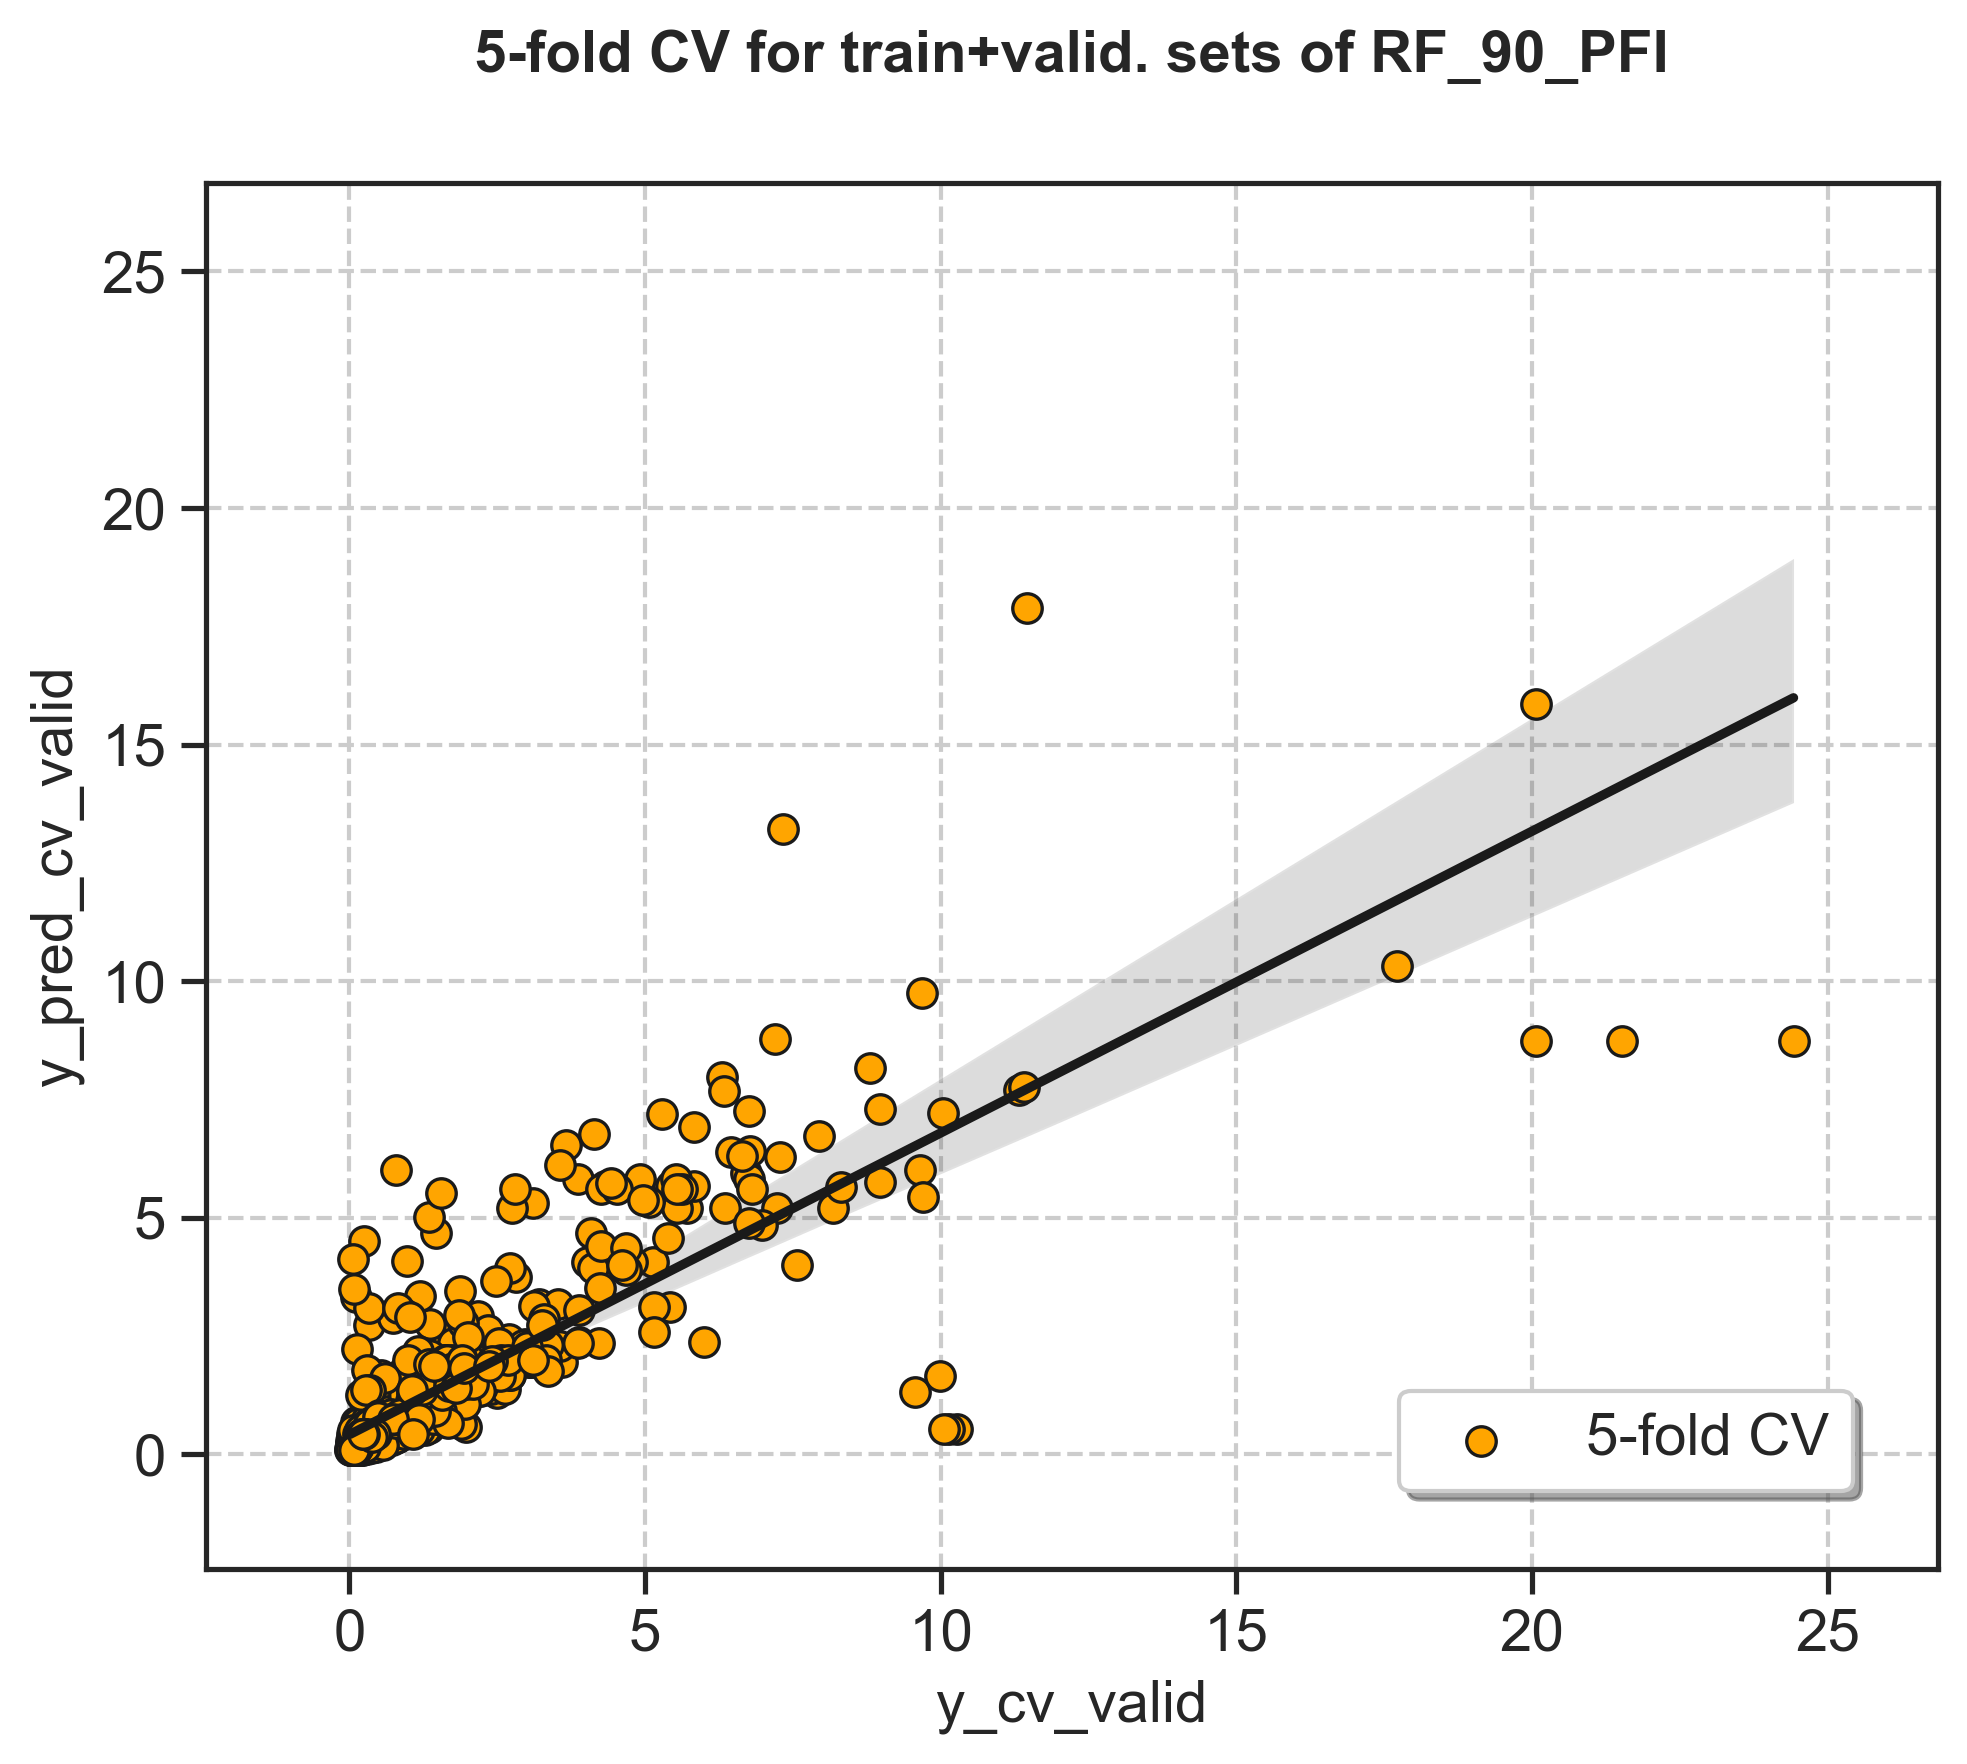 5-fold CV for train+valid. sets of RF_90_PFI
y_pred_cv_valid
25
20
15
10
5
0
5-fold CV
0 5 10 15 20 25
y_cv_valid